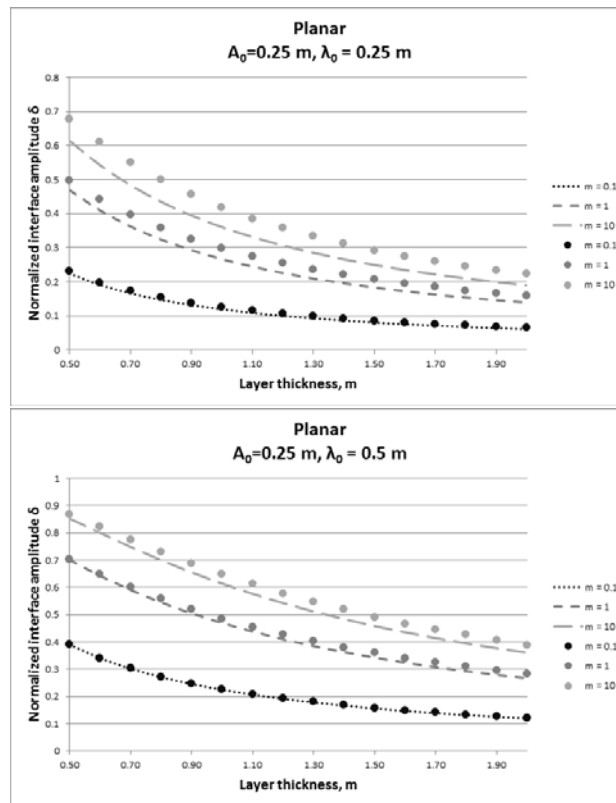 Planar
A₀=0.25 m, λ₀ = 0.25 m
Normalized interface amplitude δ
0.8
0.7
0.6
0.5
0.4
0.3
0.2
0.1
0
0.50 0.70 0.90 1.10 1.30 1.50 1.70 1.90
Layer thickness, m
m = 0.1
m = 1
m = 10
m = 0.1
m = 1
m = 10
Planar
A₀=0.25 m, λ₀ = 0.5 m
Normalized interface amplitude δ
1
0.9
0.8
0.7
0.6
0.5
0.4
0.3
0.2
0.1
0
0.50 0.70 0.90 1.10 1.30 1.50 1.70 1.90
Layer thickness, m
m = 0.1
m = 1
m = 10
m = 0.1
m = 1
m = 10